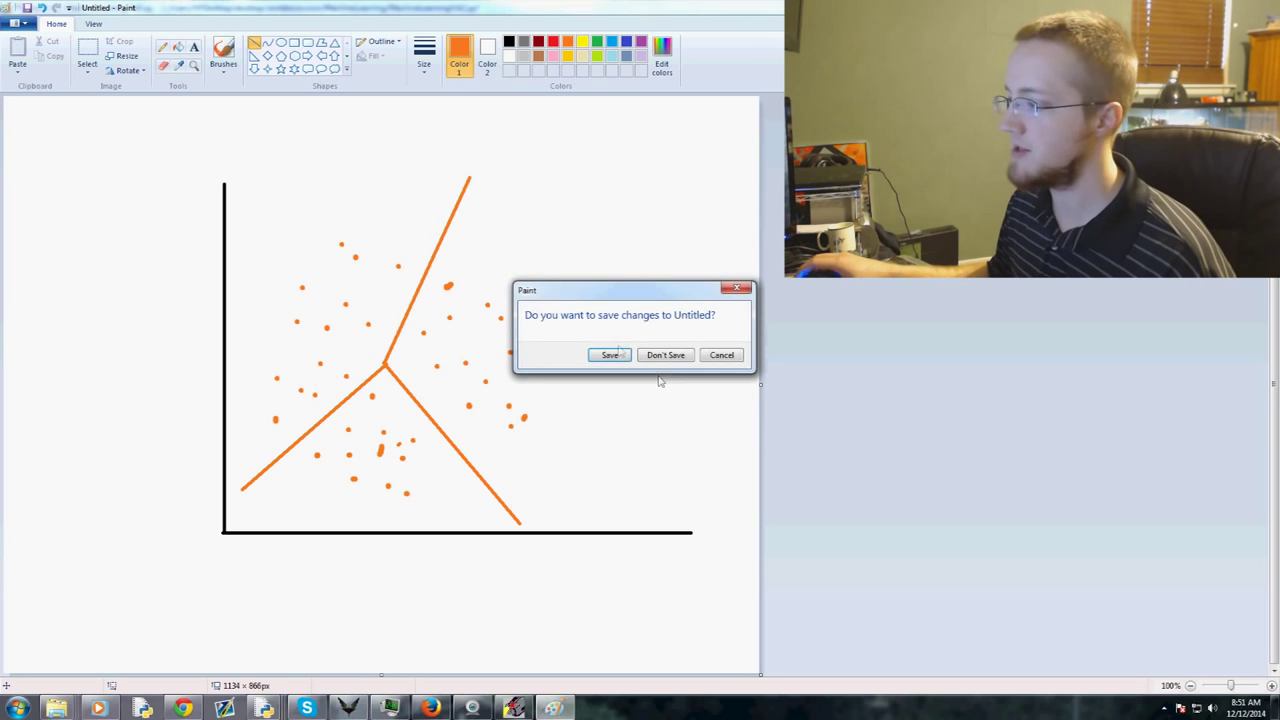 Untitled - Paint
Home
View
Paste
Cut
Copy
Clipboard
Select
Crop
Resize
Rotate
Image
Tools
Brushes
Shapes
Outline
Fill
Size
Color 1
Color 2
Edit colors
Colors
Paint
Do you want to save changes to Untitled?
Save
Don't Save
Cancel
1134 × 866px
100%
8:51 AM
12/12/2014